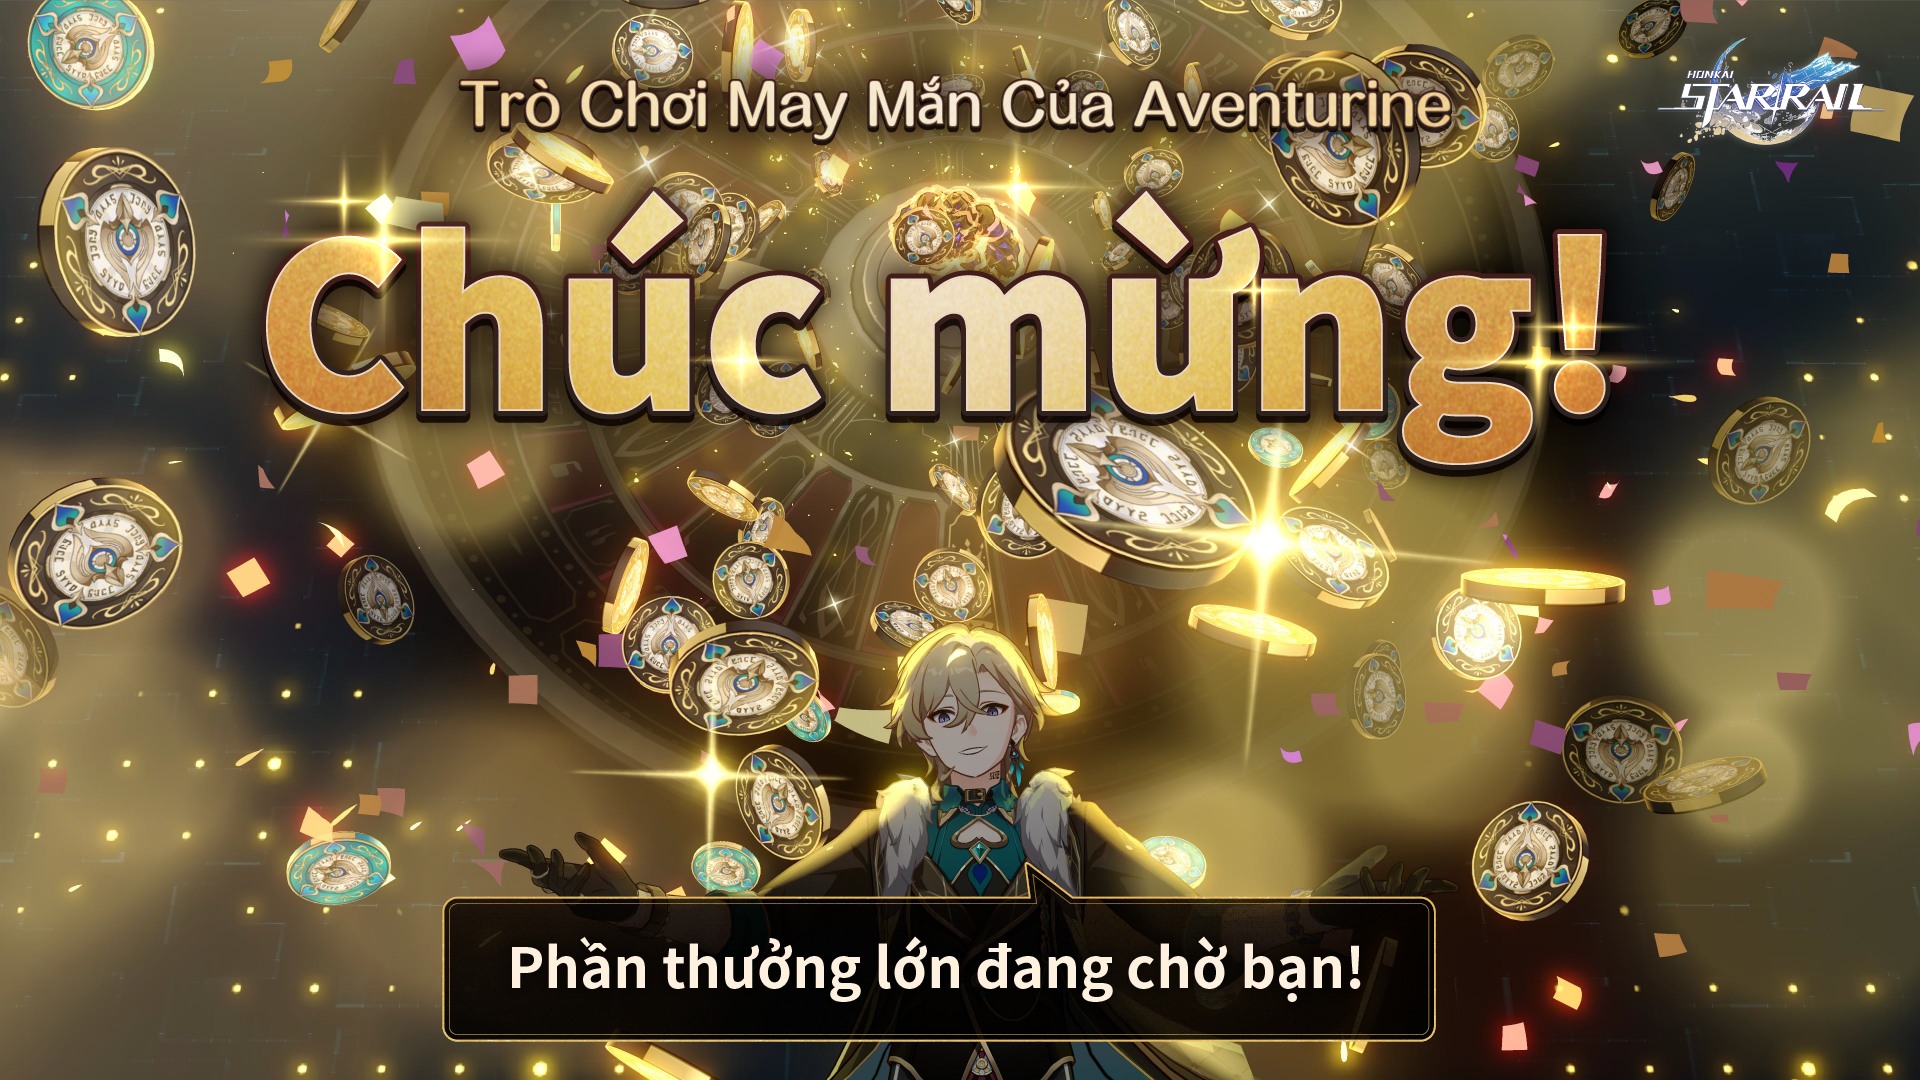 Trò Chơi May Mắn Của Aventurine
HONKAI
STAR RAIL
Chúc mừng!
Phần thưởng lớn đang chờ bạn!